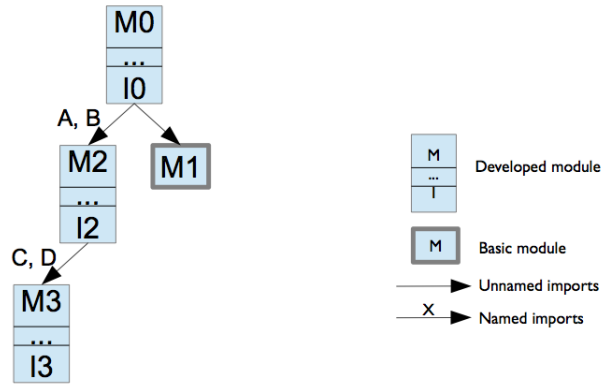 M0
...
I0
A, B
M2
...
I2
M1
C, D
M3
...
I3
M
...
I
Developed module
M
Basic module
Unnamed imports
X
Named imports